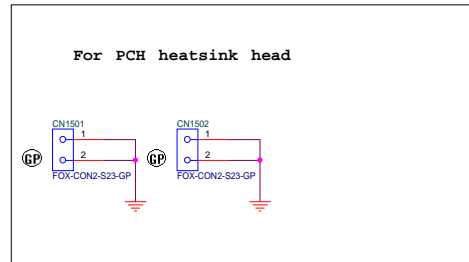 For PCH heatsink head
CN1501
CN1502
1
1
GP
2
GP
2
FOX-CON2-S23-GP
FOX-CON2-S23-GP